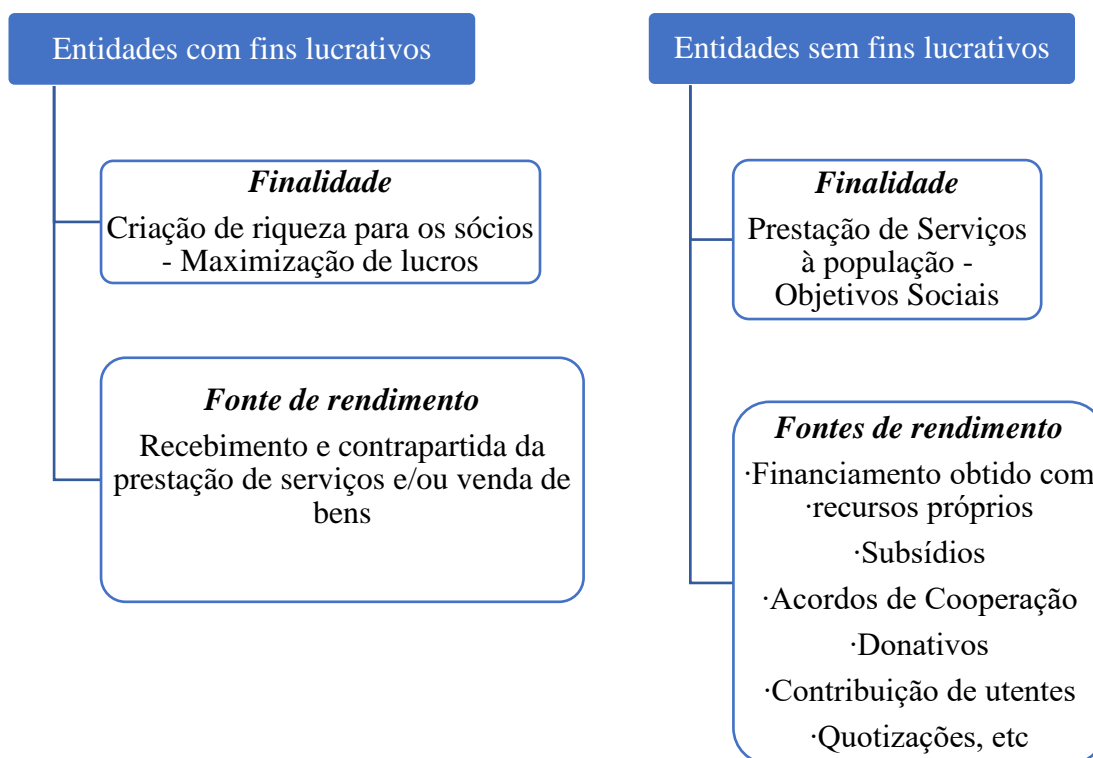 Entidades com fins lucrativos
Finalidade
Criação de riqueza para os sócios
- Maximização de lucros
Fonte de rendimento
Recebimento e contrapartida da
prestação de serviços e/ou venda de
bens
Entidades sem fins lucrativos
Finalidade
Prestação de Serviços
à população -
Objetivos Sociais
Fontes de rendimento
·Financiamento obtido com
·recursos próprios
·Subsídios
·Acordos de Cooperação
·Donativos
·Contribuição de utentes
·Quotizações, etc